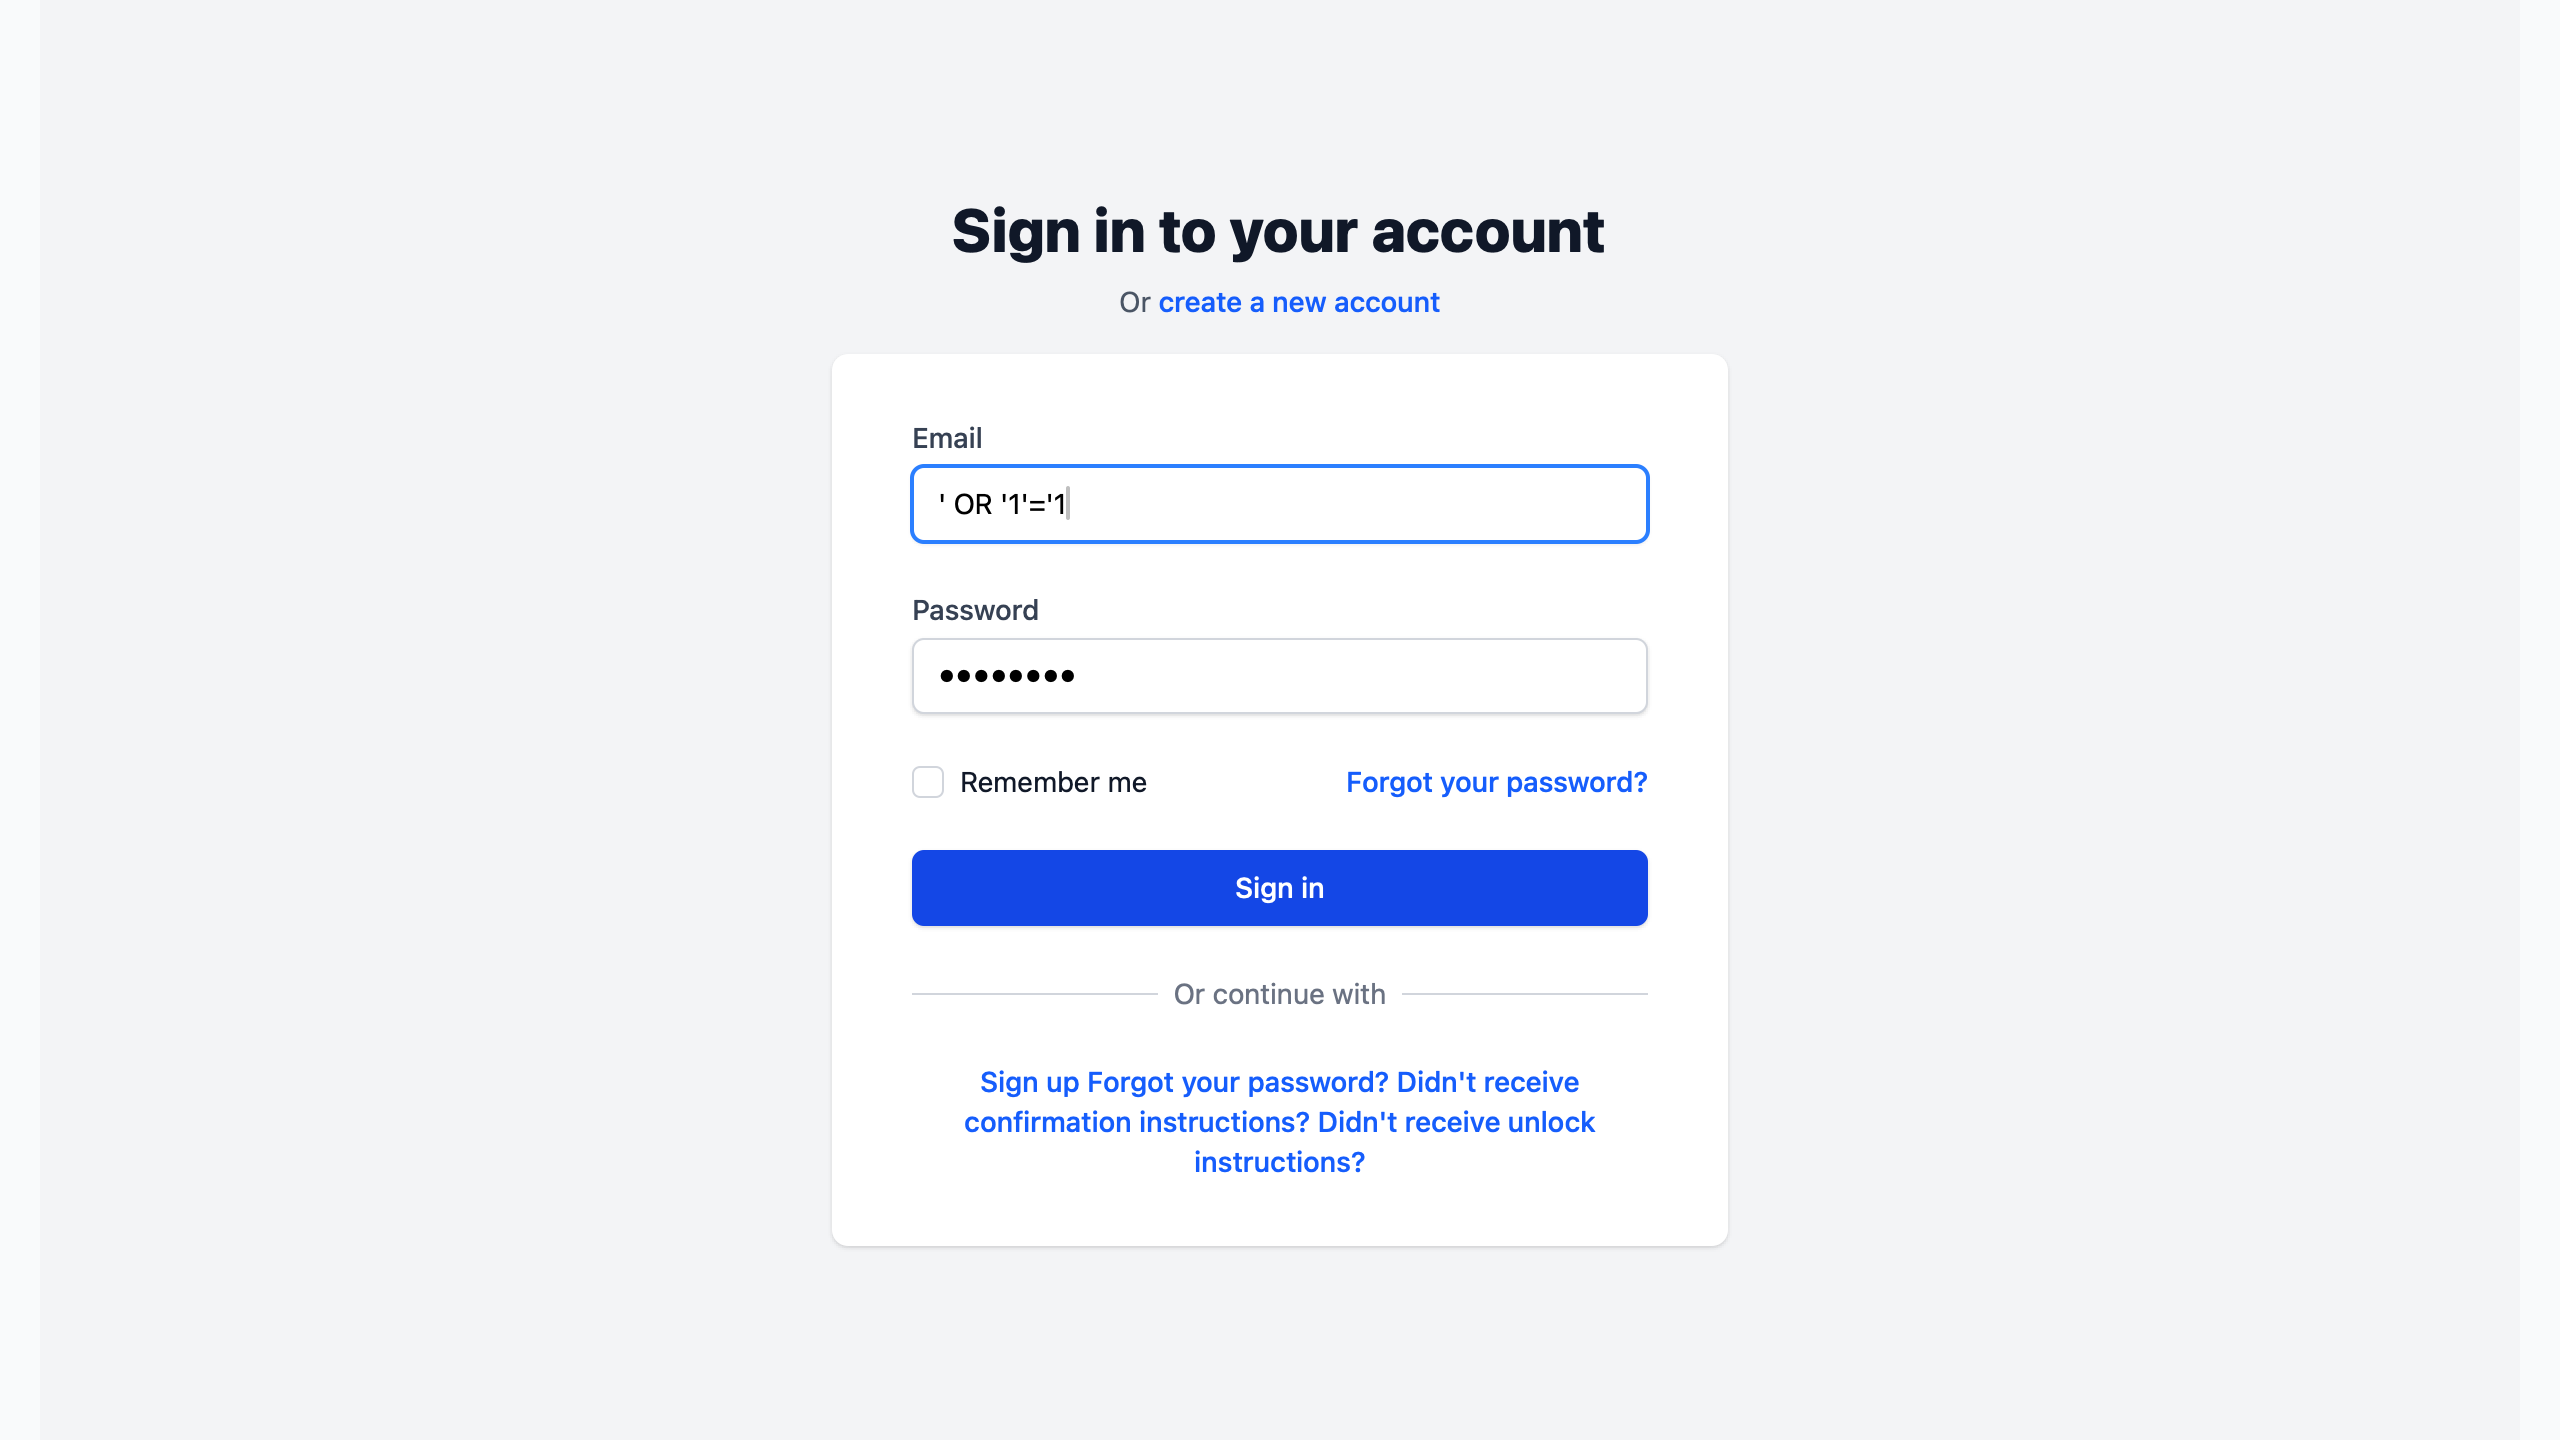 Sign in to your account
Or create a new account
Email
' OR '1'='1
Password
••••••••
Remember me
Forgot your password?
Sign in
Or continue with
Sign up Forgot your password? Didn't receive
confirmation instructions? Didn't receive unlock
instructions?